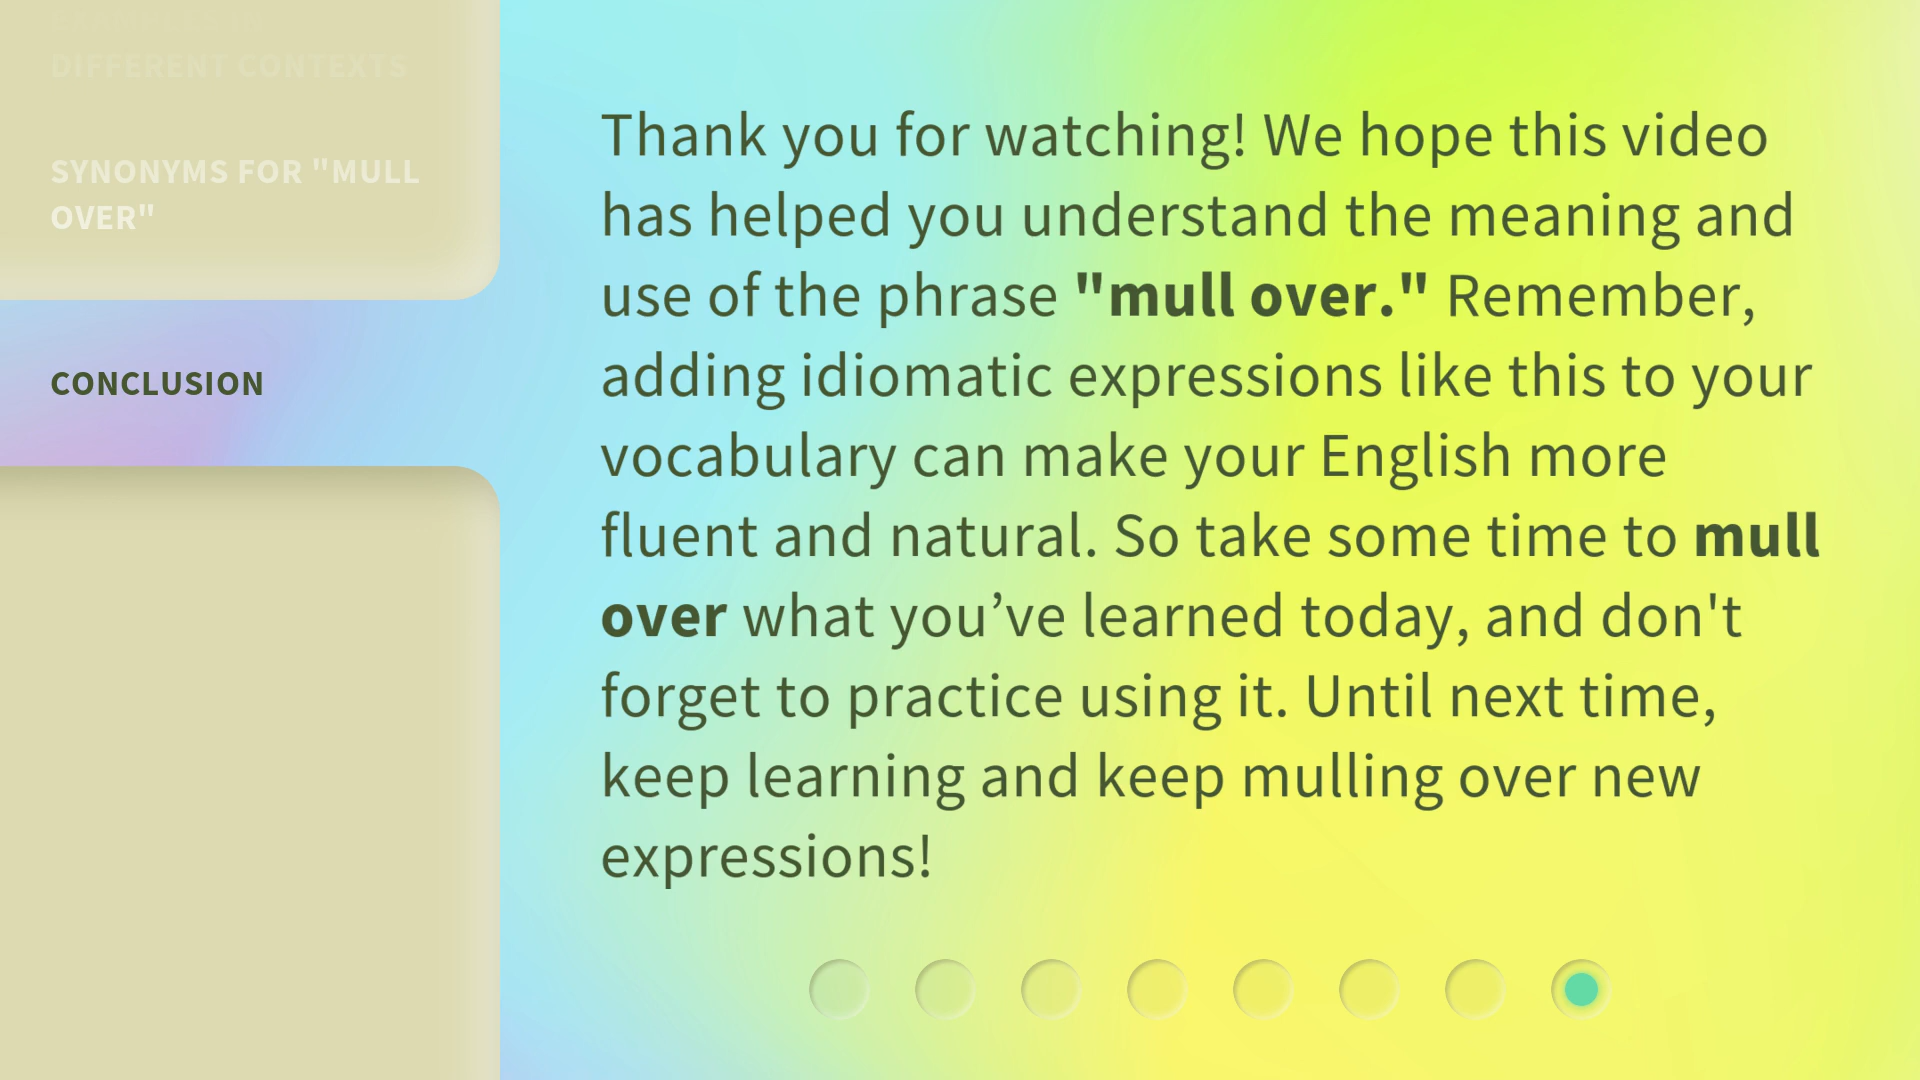 DIFFERENT CONTEXTS
SYNONYMS FOR "MULL
OVER"
CONCLUSION
Thank you for watching! We hope this video
has helped you understand the meaning and
use of the phrase "mull over." Remember,
adding idiomatic expressions like this to your
vocabulary can make your English more
fluent and natural. So take some time to mull
over what you’ve learned today, and don't
forget to practice using it. Until next time,
keep learning and keep mulling over new
expressions!